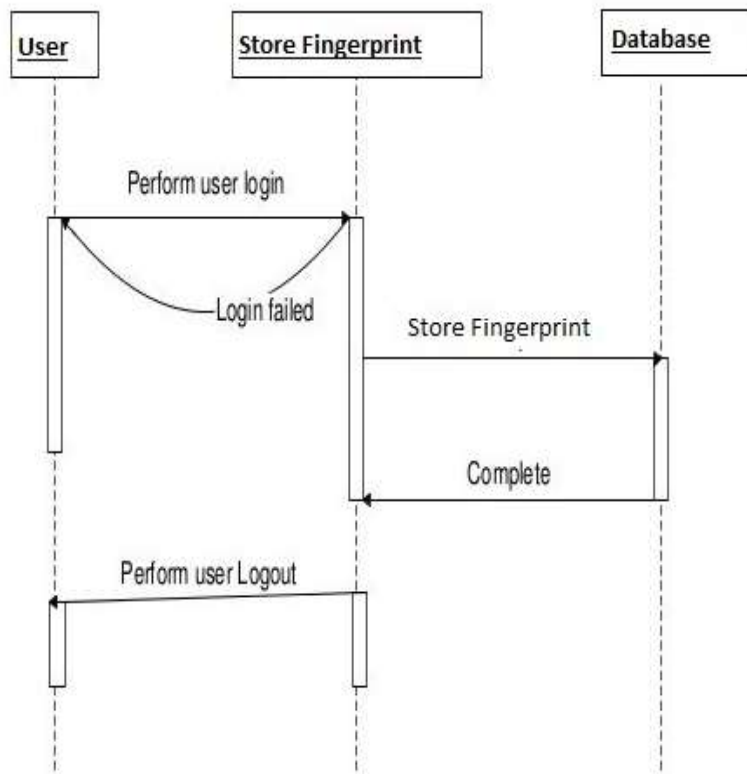 User
Store Fingerprint
Database
Perform user login
Login failed
Store Fingerprint
Complete
Perform user Logout